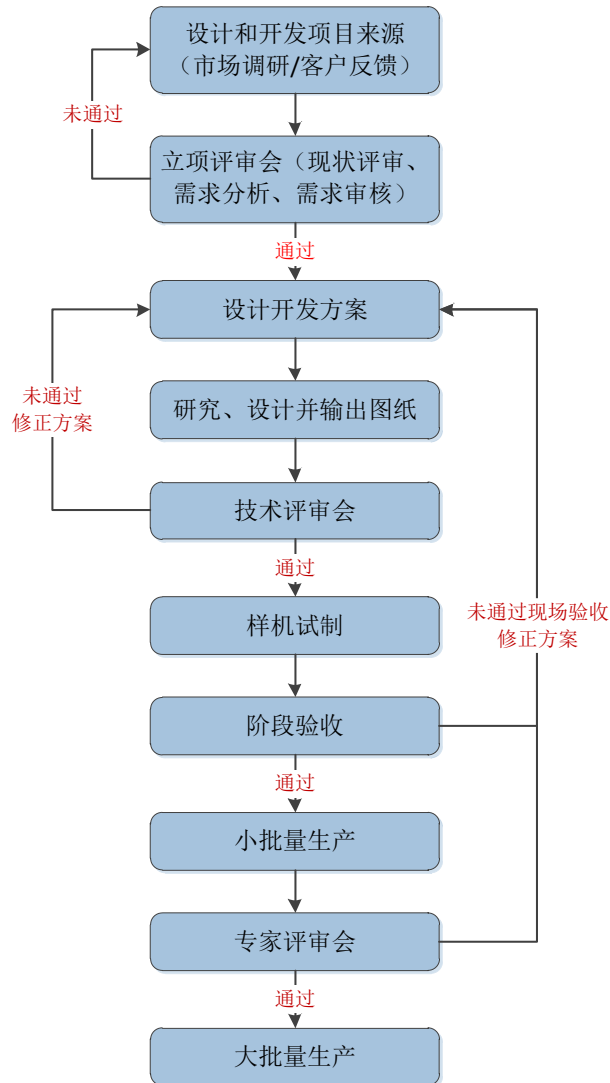 设计和开发项目来源
（市场调研/客户反馈）
未通过
立项评审会（现状评审、
需求分析、需求审核）
通过
设计开发方案
未通过
修正方案
研究、设计并输出图纸
技术评审会
通过
样机试制
未通过现场验收
修正方案
阶段验收
通过
小批量生产
专家评审会
通过
大批量生产